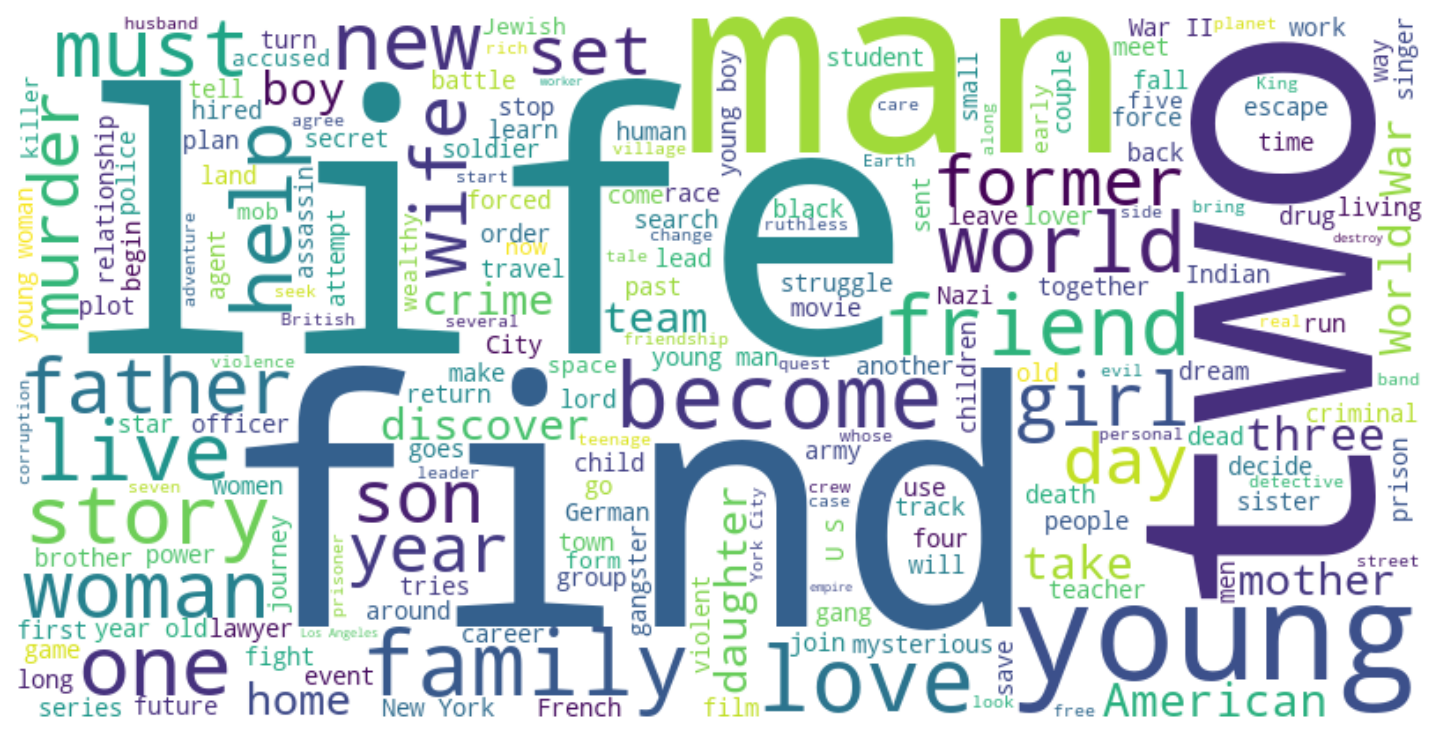 husband
must
turn
accused
new
Jewish
rich
set
man
student
War II
planet
work
meet
way
singer
killer
tell
hired
boy
battle
worker
stop
learn
agree
secret
soldier
human
village
young boy
care
small
along
early
couple
fall
five
force
back
King
escape
time
two
murder
relationship
begin
police
plan
land
mob
help
life
wife
start
forced
come
race
Earth
former
sent
leave
lover
side
bring
drug
living
destroy
World War
young woman
plot
adventure
agent
assassin
attempt
seek
British
wealthy
order
now
travel
crime
several
City
search
change
tale
lead
past
team
friendship
black
ruthless
struggle
movie
world
Nazi
together
Indian
real
run
friend
violence
father
corruption
star
officer
live
make
return
space
lord
discover
goes
leader
young man
quest
another
become
whose
army
children
old
girl
evil
dream
band
criminal
personal
dead
three
seven
women
story
son
year
find
teenage
child
go
German
town
form
group
gangster
daughter
York City
crew
case
U S
use
track
four
will
day
death
people
decide
detective
sister
prison
brother
power
woman
journey
prisoner
tries
around
violent
empire
gang
take
teacher
men
mother
street
first
year old
lawyer
Los Angeles
career
join
mysterious
save
young
game
one
fight
long
event
family
love
series
future
home
New York
French
film
look
free
American